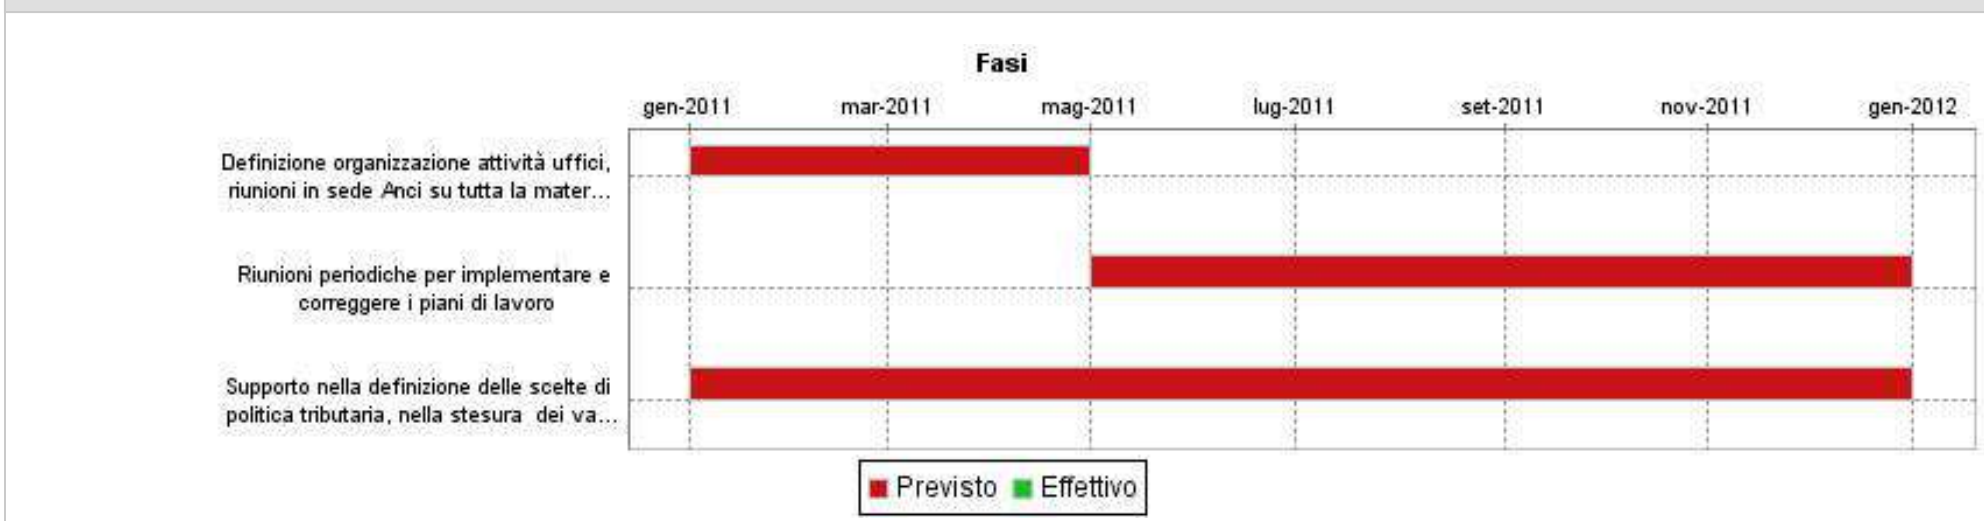 Fasi
gen-2011 mar-2011 mag-2011 lug-2011 set-2011 nov-2011 gen-2012
Definizione organizzazione attività uffici,
riunioni in sede Anci su tutta la mater...
Riunioni periodiche per implementare e
correggere i piani di lavoro
Supporto nella definizione delle scelte di
politica tributaria, nella stesura dei va...
Previsto Effettivo